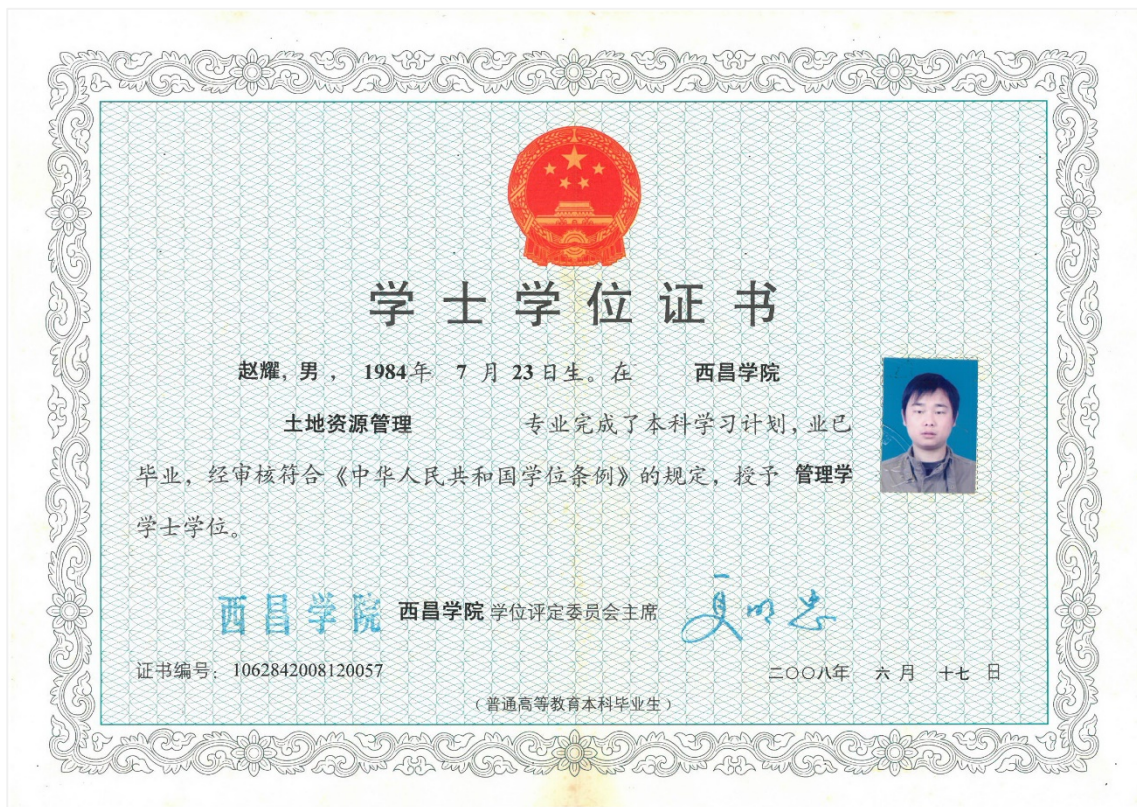 学士学位证书
赵耀, 男 ， 1984年 7 月 23日生。在 西昌学院
土地资源管理 专业完成了本科学习计划, 业已
毕业, 经审核符合《中华人民共和国学位条例》的规定, 授予 管理学
学士学位。
西昌学院 西昌学院 学位评定委员会主席 夏明忠
证书编号: 1062842008120057 二〇〇八年 六月 十七 日
（普通高等教育本科毕业生）